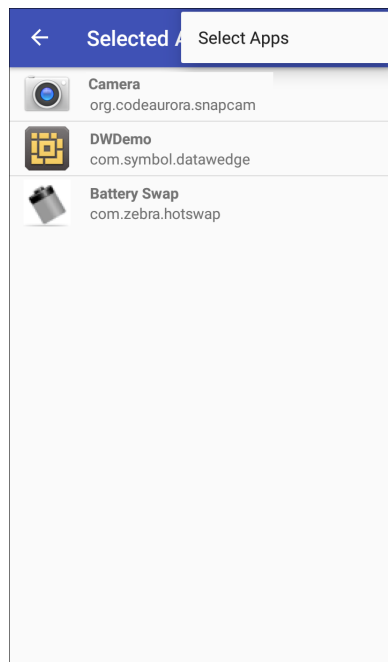 Selected A
Select Apps
Camera
org.codeaurora.snapcam
DWDemo
com.symbol.datawedge
Battery Swap
com.zebra.hotswap